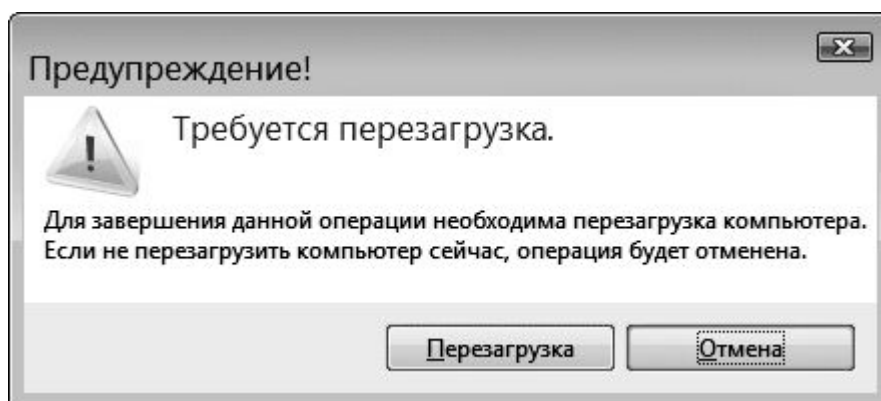 Предупреждение!
Требуется перезагрузка.
Для завершения данной операции необходима перезагрузка компьютера.
Если не перезагрузить компьютер сейчас, операция будет отменена.
Перезагрузка Отмена